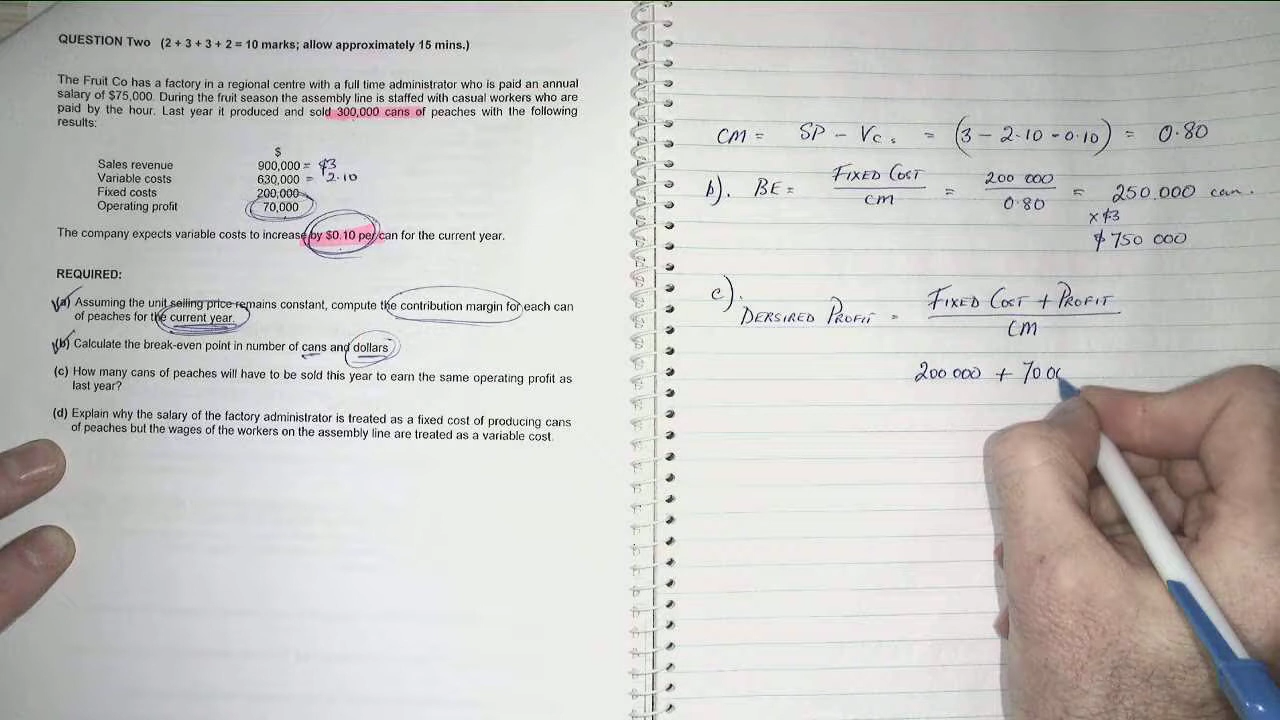 QUESTION Two (2 + 3 + 3 + 2 = 10 marks; allow approximately 15 mins.)
The Fruit Co has a factory in a regional centre with a full time administrator who is paid an annual
salary of $75,000. During the fruit season the assembly line is staffed with casual workers who are
paid by the hour. Last year it produced and sold 300,000 cans of peaches with the following
results:
$
Sales revenue 900,000 = $3
Variable costs 630,000 = 2.10
Fixed costs 200,000
Operating profit 70,000
The company expects variable costs to increase by $0.10 per can for the current year.
REQUIRED:
(a) Assuming the unit selling price remains constant, compute the contribution margin for each can
of peaches for the current year.
(b) Calculate the break-even point in number of cans and dollars
(c) How many cans of peaches will have to be sold this year to earn the same operating profit as
last year?
(d) Explain why the salary of the factory administrator is treated as a fixed cost of producing cans
of peaches but the wages of the workers on the assembly line are treated as a variable cost.
CM = SP - VC. = (3 - 2.10 - 0.10) = 0.80
b). BE = FIXED COST / CM = 200 000 / 0.80 = 250.000 can.
x $3
$750 000
c). DERSIRED PROFIT = FIXED COST + PROFIT / CM
200 000 + 70 00